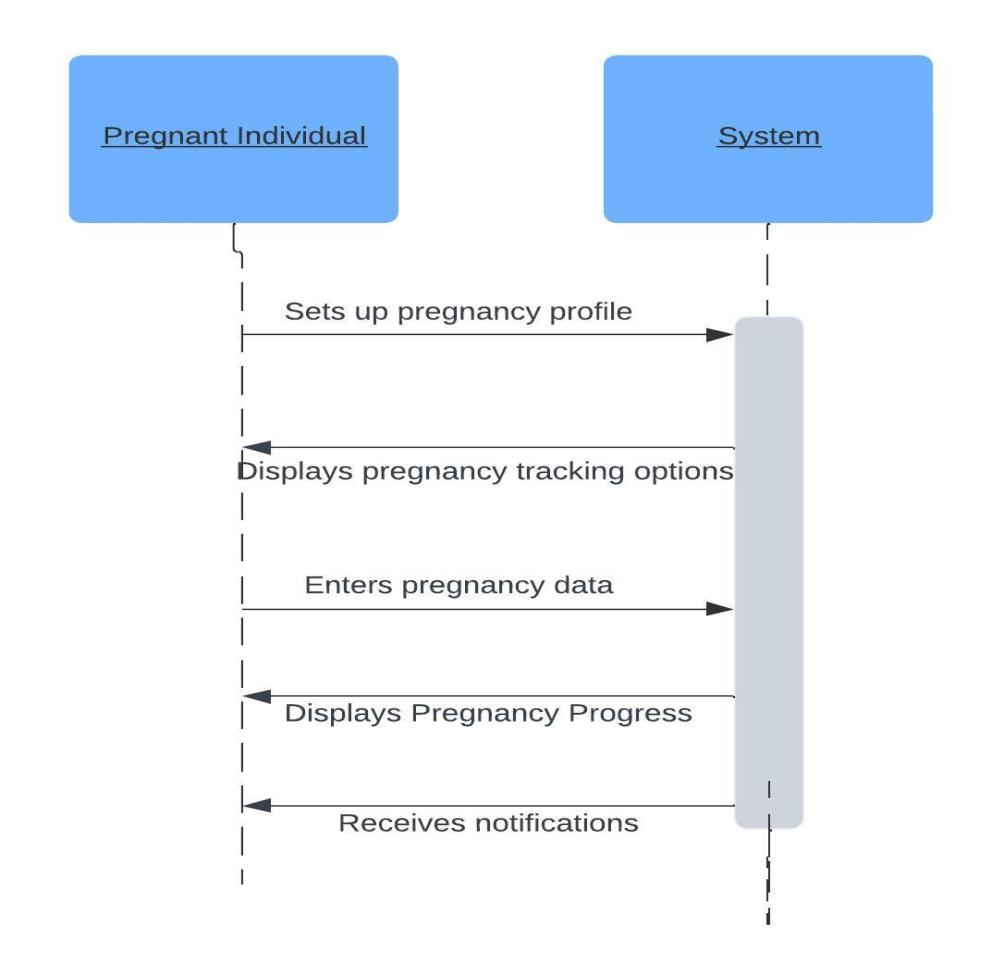 Pregnant Individual
System
Sets up pregnancy profile
Displays pregnancy tracking options
Enters pregnancy data
Displays Pregnancy Progress
Receives notifications